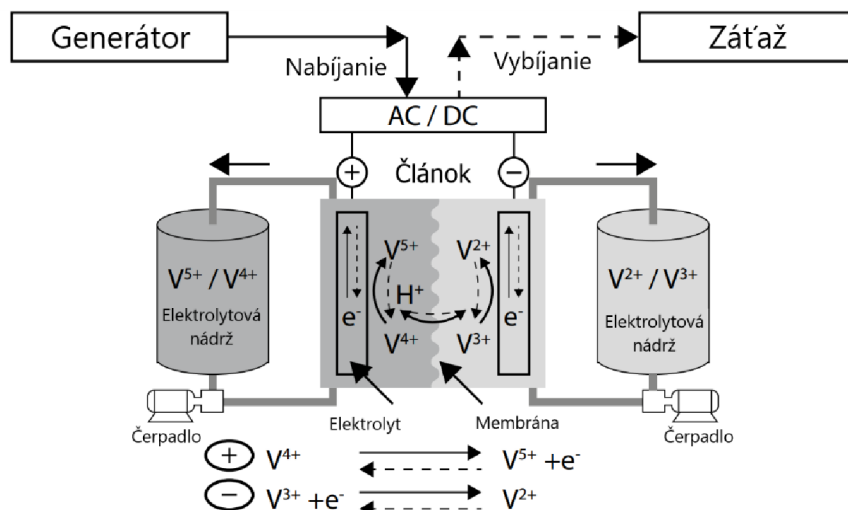 Generátor
Záťaž
Nabíjanie
Vybíjanie
AC / DC
+
Článok
−
V⁵⁺ / V⁴⁺
Elektrolytová
nádrž
V⁵⁺
V²⁺
H⁺
e⁻
e⁻
V⁴⁺
V³⁺
V²⁺ / V³⁺
Elektrolytová
nádrž
Čerpadlo
Elektrolyt
Membrána
Čerpadlo
+ V⁴⁺ V⁵⁺ +e⁻
− V³⁺ +e⁻ V²⁺